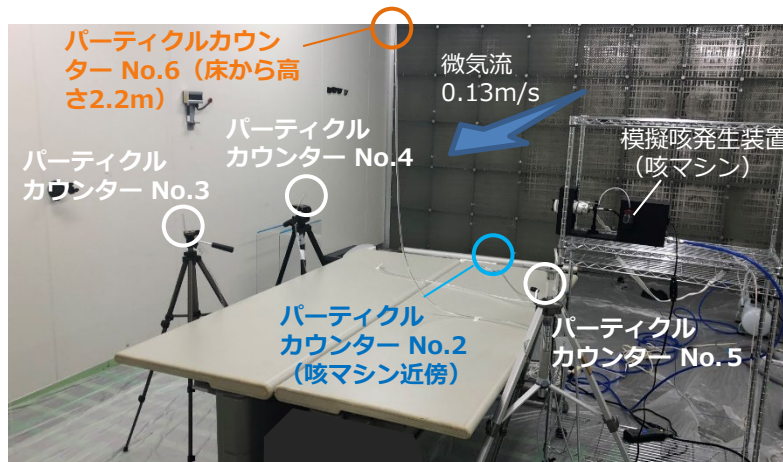 パーティクルカウン
ター No.6（床から高
さ2.2m）
微気流
0.13m/s
パーティクル
カウンター No.4
模擬咳発生装置
（咳マシン）
パーティクル
カウンター No.3
パーティクル
カウンター No.2
（咳マシン近傍）
パーティクル
カウンター No.５